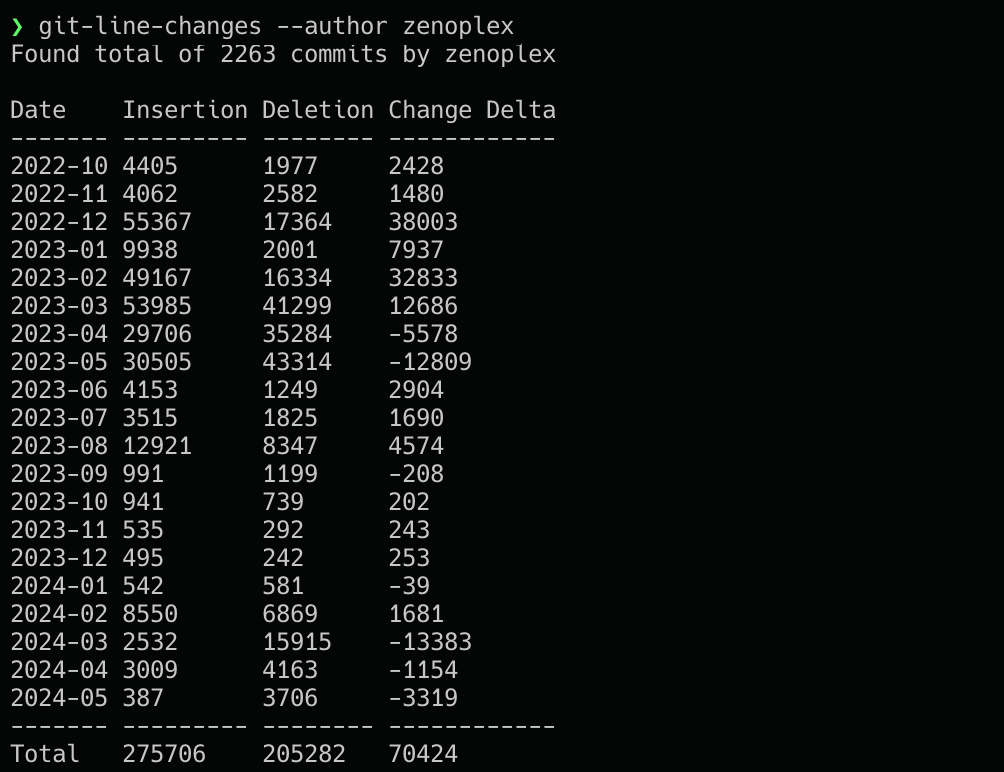 ❯ git-line-changes --author zenoplex
Found total of 2263 commits by zenoplex
Date    Insertion Deletion Change Delta
------- --------- -------- ------------
2022-10 4405      1977     2428
2022-11 4062      2582     1480
2022-12 55367     17364    38003
2023-01 9938      2001     7937
2023-02 49167     16334    32833
2023-03 53985     41299    12686
2023-04 29706     35284    -5578
2023-05 30505     43314    -12809
2023-06 4153      1249     2904
2023-07 3515      1825     1690
2023-08 12921     8347     4574
2023-09 991       1199     -208
2023-10 941       739      202
2023-11 535       292      243
2023-12 495       242      253
2024-01 542       581      -39
2024-02 8550      6869     1681
2024-03 2532      15915    -13383
2024-04 3009      4163     -1154
2024-05 387       3706     -3319
------- --------- -------- ------------
Total   275706    205282   70424